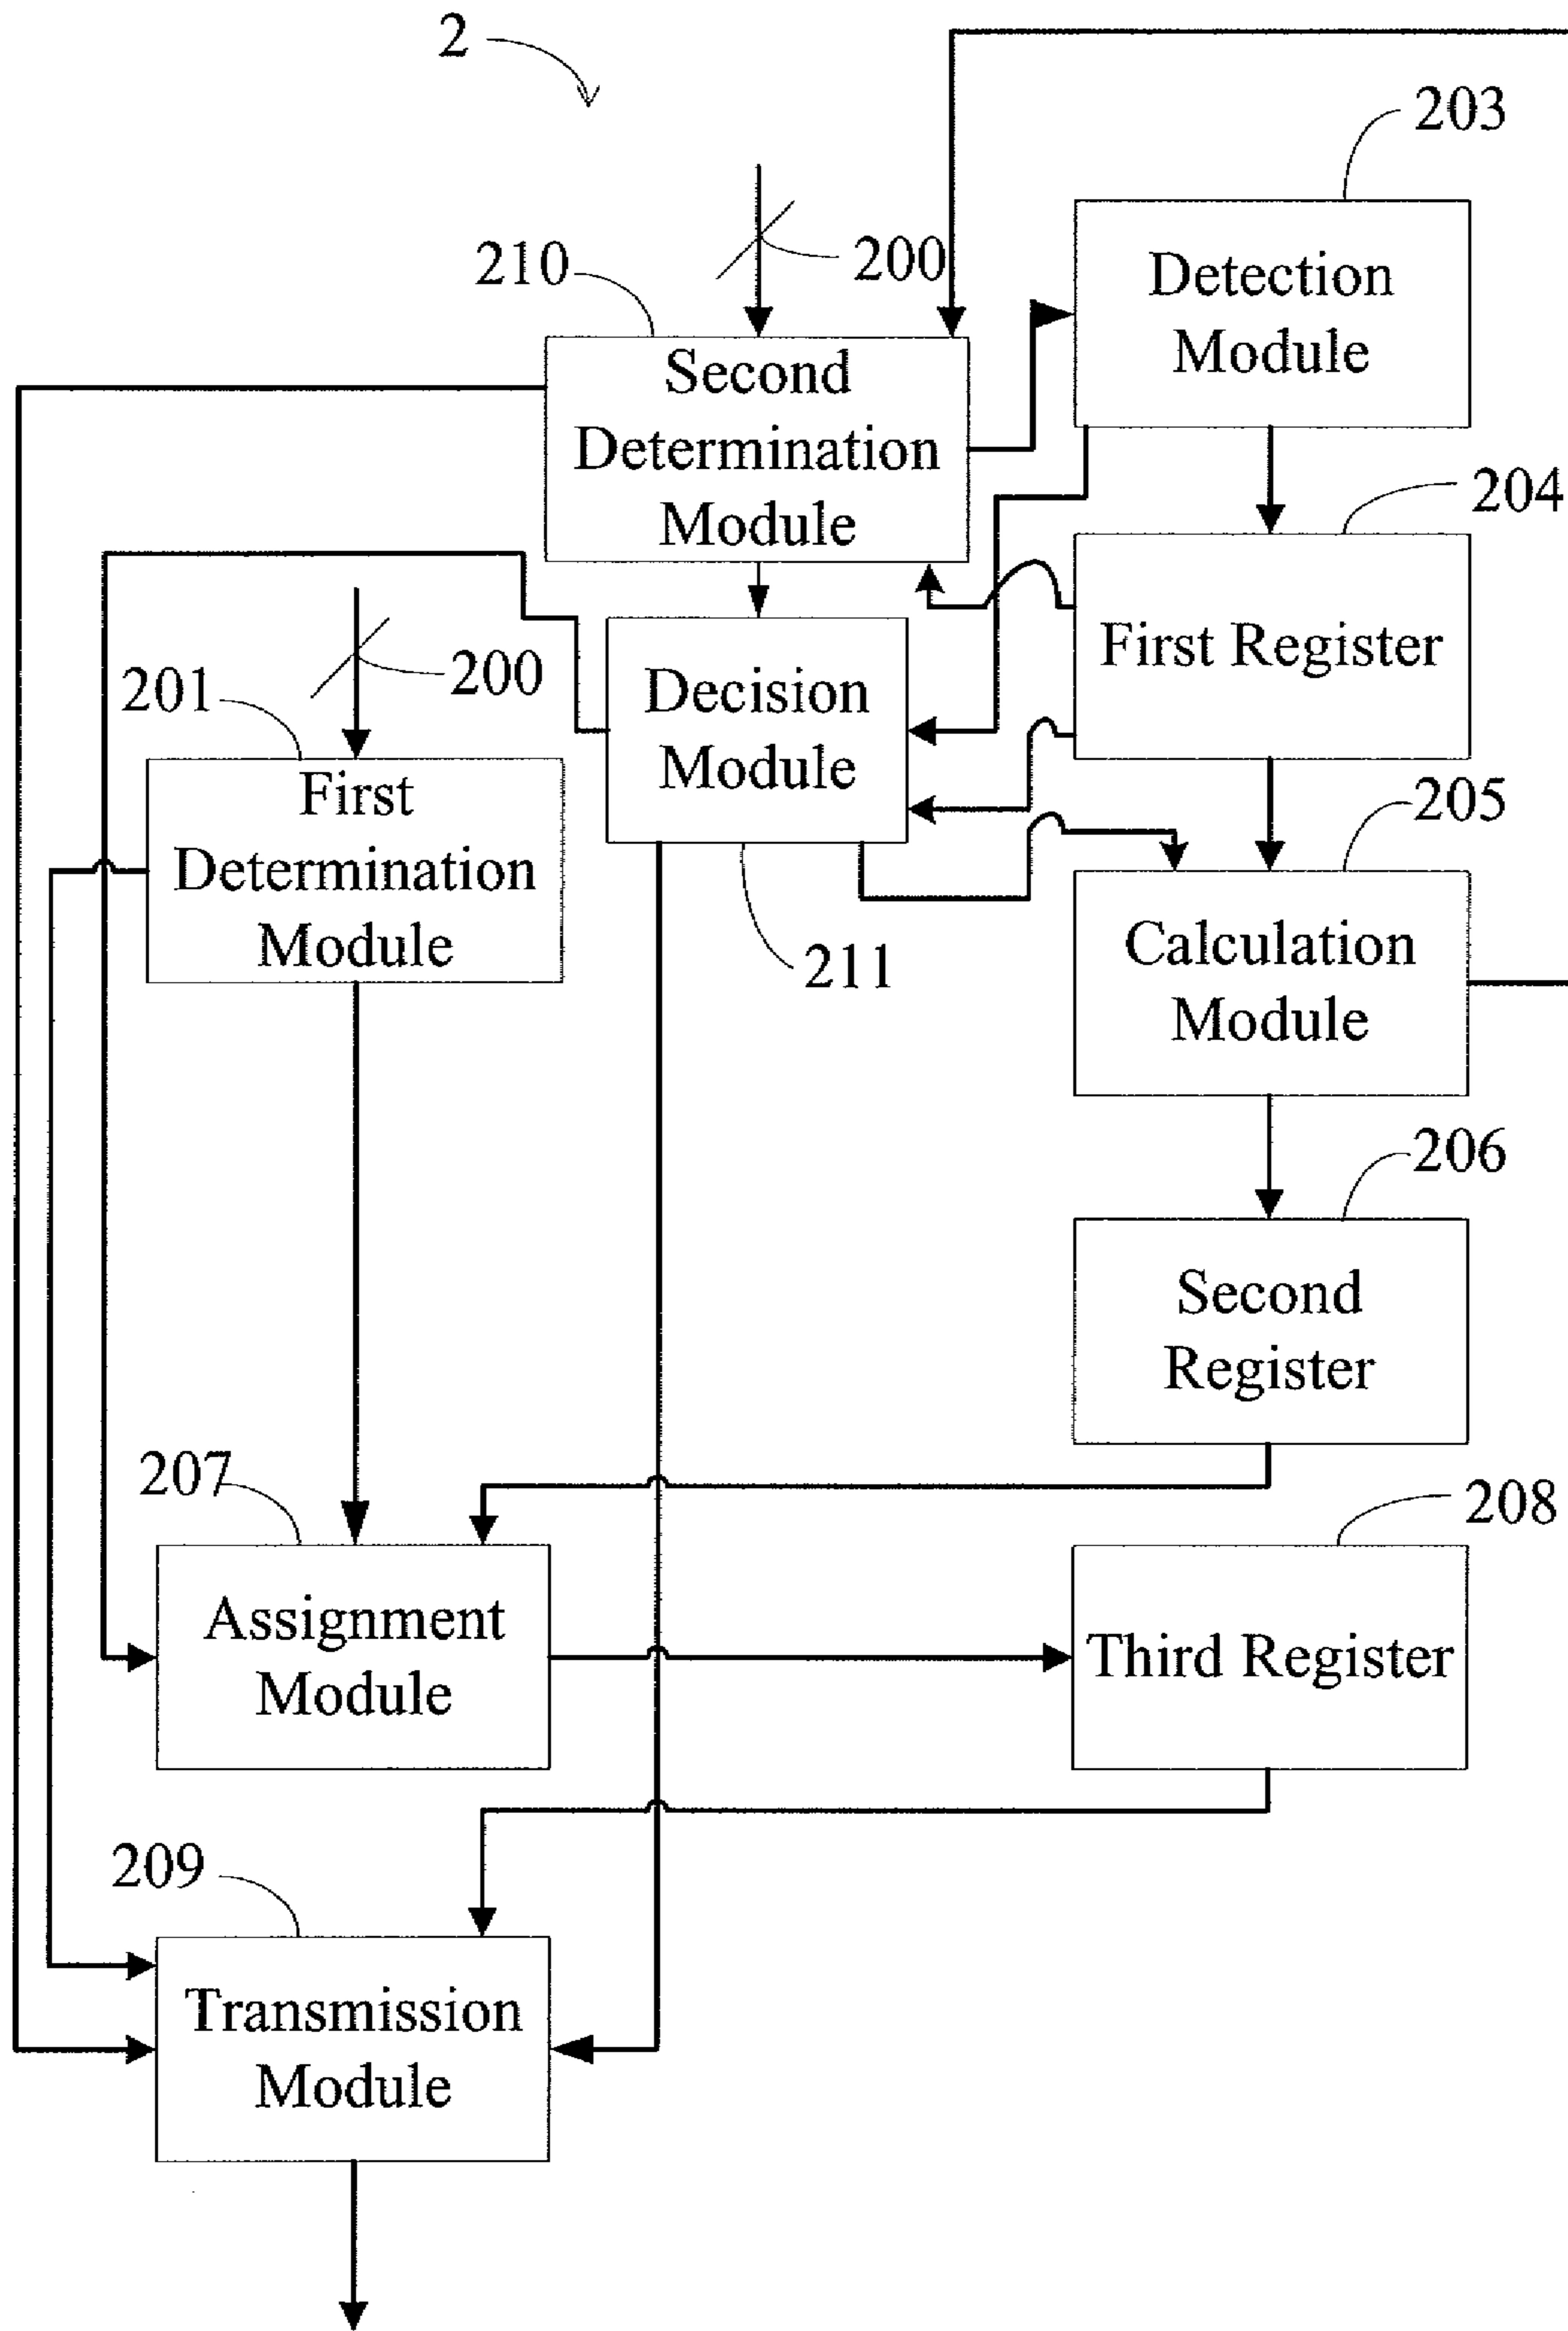 2
203
200
210
Detection
Module
Second
Determination
Module
204
First Register
200
201
Decision
Module
First
Determination
Module
205
211
Calculation
Module
206
Second
Register
207
208
Assignment
Module
Third Register
209
Transmission
Module